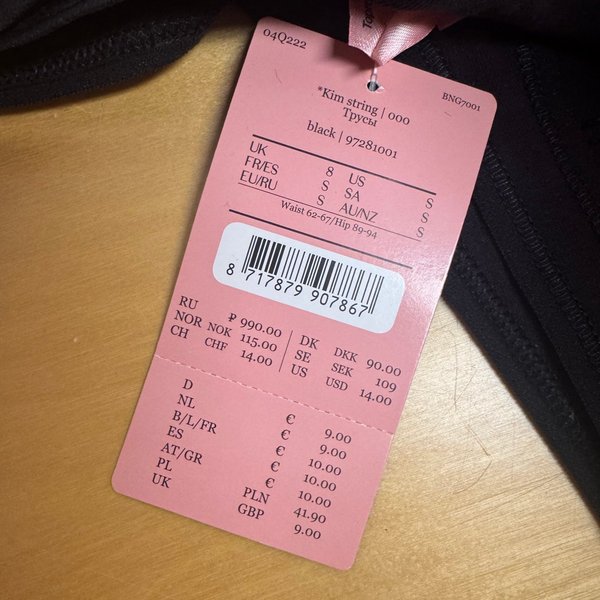 04Q222
BNG7001
*Kim string | 000
Трусы
black | 97281001
UK 8 US S
FR/ES S SA S
EU/RU S AU/NZ S
Waist 62-67/Hip 89-94
8 717879 907867
RU ₽ 990.00 DK DKK 90.00
NOR NOK 115.00 SE SEK 109
CH CHF 14.00 US USD 14.00
D € 9.00
NL € 9.00
B/L/FR € 10.00
ES € 10.00
AT/GR € 10.00
PL PLN 41.90
UK GBP 9.00